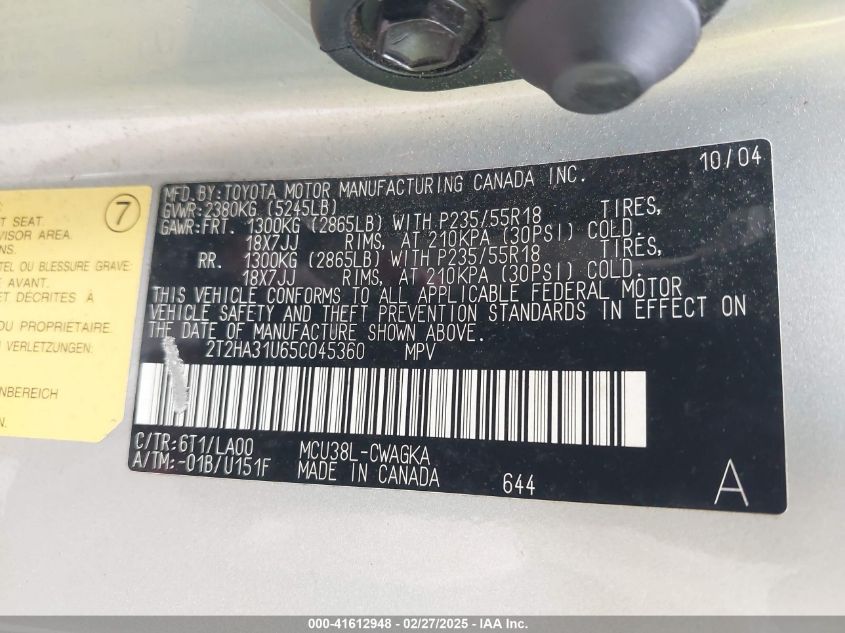 7
T SEAT.
VISOR AREA.
NS.
TEL OU BLESSURE GRAVE
AVANT.
ET DÉCRITES À
DU PROPRIÉTAIRE.
VERLETZUNGEN.
NBEREICH
EN.
10/04
MFD. BY: TOYOTA MOTOR MANUFACTURING CANADA INC.
GVWR: 2380KG (5245LB)
GAWR: FRT. 1300KG (2865LB) WITH P235/55R18 TIRES,
18X7JJ RIMS, AT 210KPA (30PSI) COLD.
RR. 1300KG (2865LB) WITH P235/55R18 TIRES,
18X7JJ RIMS, AT 210KPA (30PSI) COLD.
THIS VEHICLE CONFORMS TO ALL APPLICABLE FEDERAL MOTOR
VEHICLE SAFETY AND THEFT PREVENTION STANDARDS IN EFFECT ON
THE DATE OF MANUFACTURE SHOWN ABOVE.
2T2HA31U65C045360 MPV
C/TR: 6T1/LA00 MCU38L-CWAGKA
A/TM: -01B/U151F MADE IN CANADA 644 A
000-41612948 - 02/27/2025 - IAA Inc.